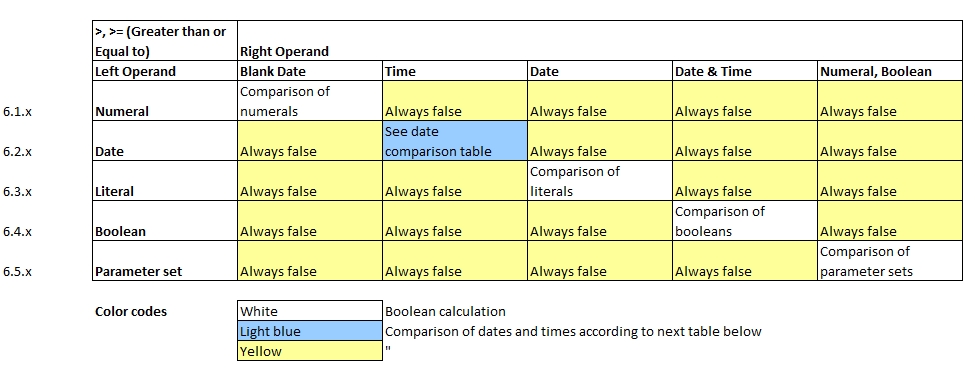 >, >= (Greater than or
Equal to) Right Operand
Left Operand Blank Date Time Date Date & Time Numeral, Boolean
Comparison of
6.1.x Numeral numerals Always false Always false Always false Always false
See date
6.2.x Date Always false comparison table Always false Always false Always false
Comparison of
6.3.x Literal Always false Always false literals Always false Always false
Comparison of
6.4.x Boolean Always false Always false Always false booleans Always false
Comparison of
6.5.x Parameter set Always false Always false Always false Always false parameter sets
Color codes White Boolean calculation
Light blue Comparison of dates and times according to next table below
Yellow "